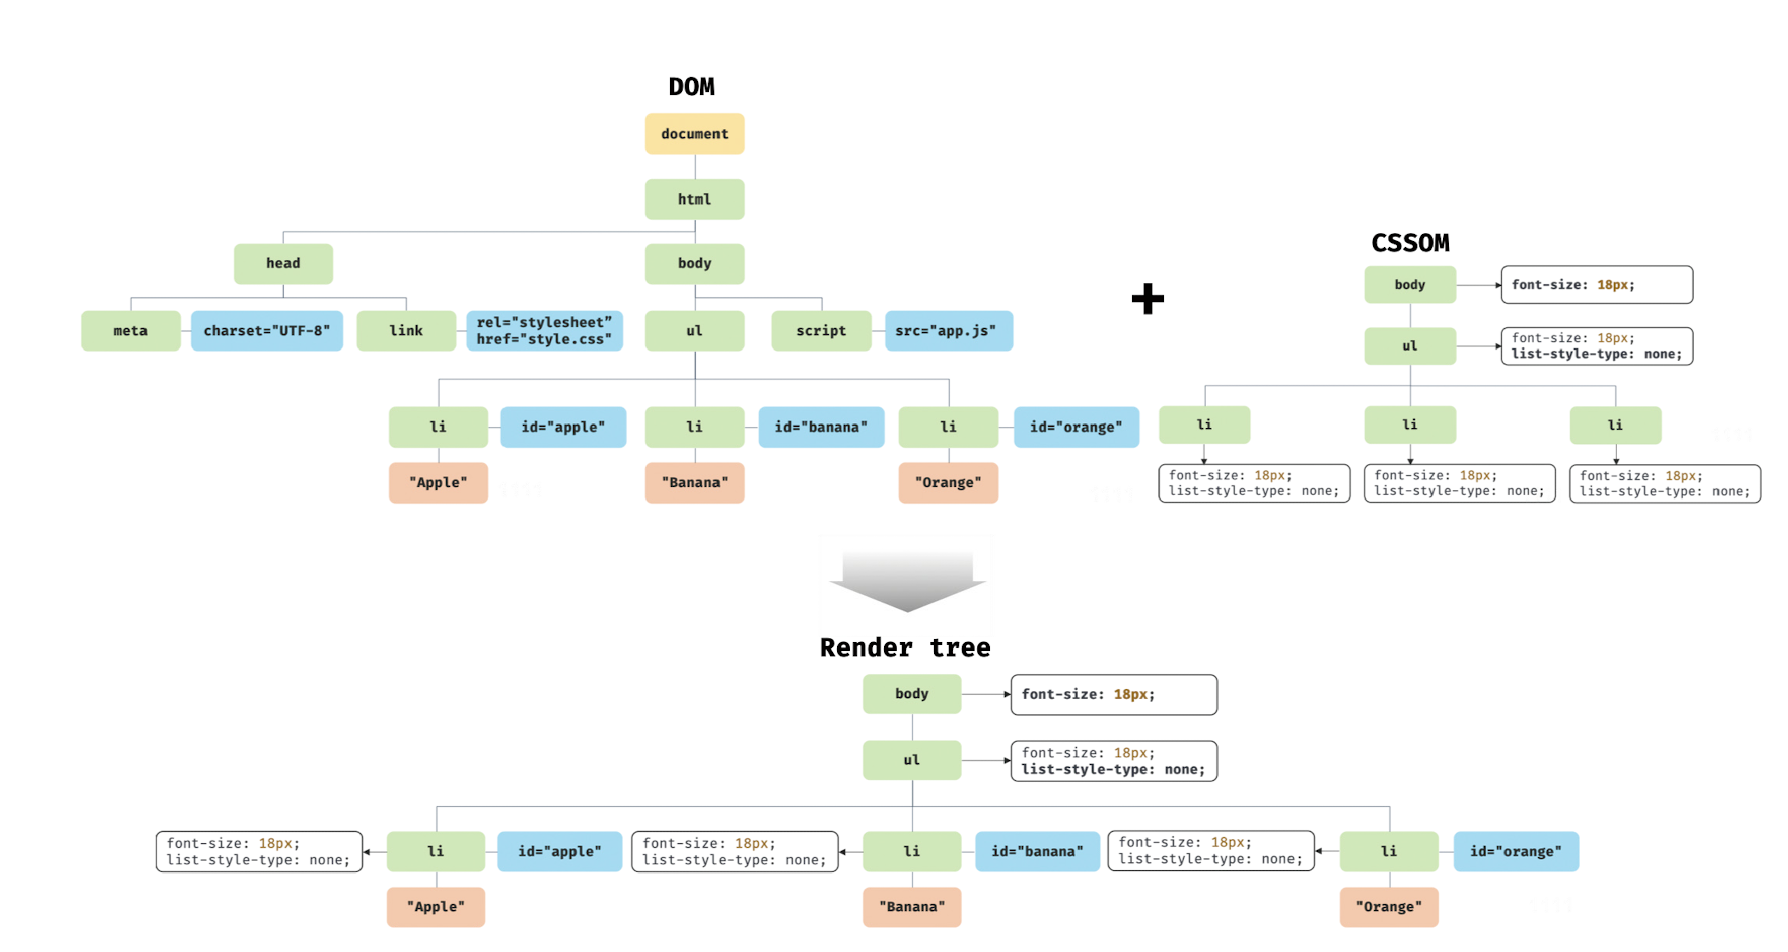 DOM
document
html
head
body
meta
charset="UTF-8"
link
rel="stylesheet”
href="style.css"
ul
script
src="app.js"
li
id="apple"
li
id="banana"
li
id="orange"
"Apple"
"Banana"
"Orange"
+
CSSOM
body
font-size: 18px;
ul
font-size: 18px;
list-style-type: none;
li
li
li
font-size: 18px;
list-style-type: none;
font-size: 18px;
list-style-type: none;
font-size: 18px;
list-style-type: none;
Render tree
body
font-size: 18px;
ul
font-size: 18px;
list-style-type: none;
font-size: 18px;
list-style-type: none;
li
id="apple"
font-size: 18px;
list-style-type: none;
li
id="banana"
font-size: 18px;
list-style-type: none;
li
id="orange"
"Apple"
"Banana"
"Orange"